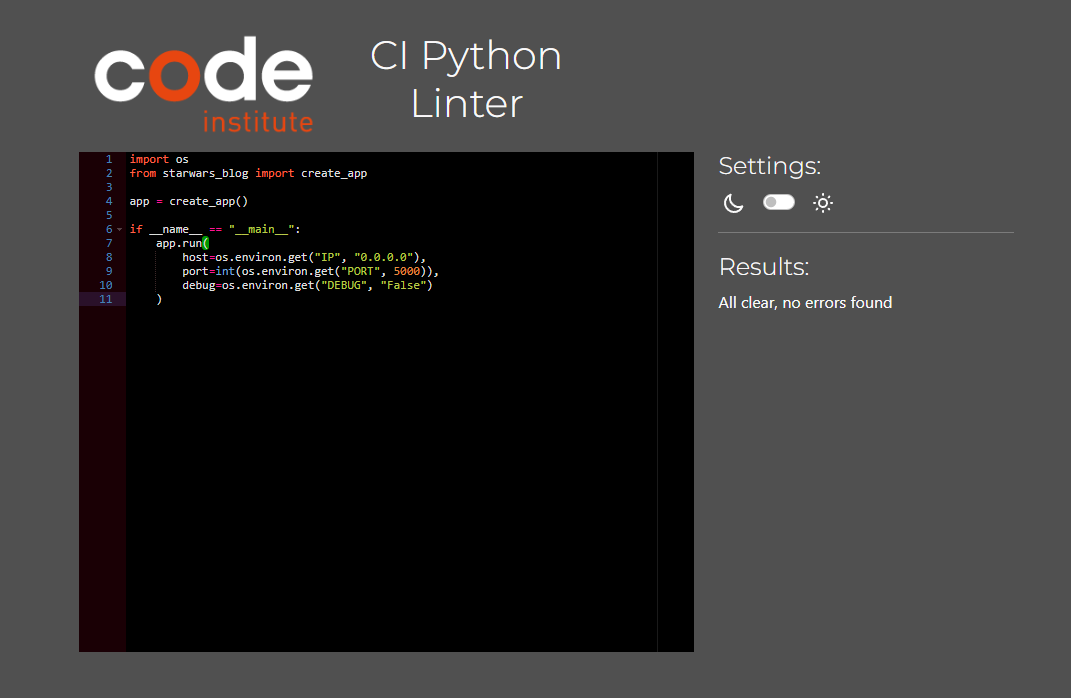 code
institute
CI Python
Linter
1 import os
2 from starwars_blog import create_app
3
4 app = create_app()
5
6 if __name__ == "__main__":
7     app.run(
8         host=os.environ.get("IP", "0.0.0.0"),
9         port=int(os.environ.get("PORT", 5000)),
10         debug=os.environ.get("DEBUG", "False")
11     )
Settings:
Results:
All clear, no errors found